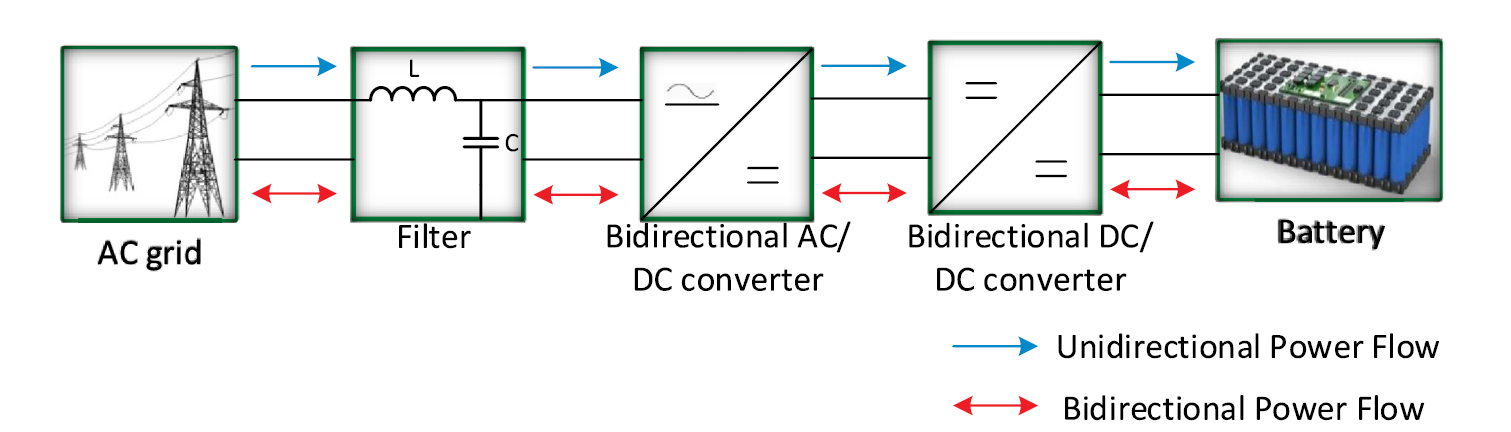 L
C
AC grid
Filter
Bidirectional AC/
DC converter
Bidirectional DC/
DC converter
Battery
Unidirectional Power Flow
Bidirectional Power Flow